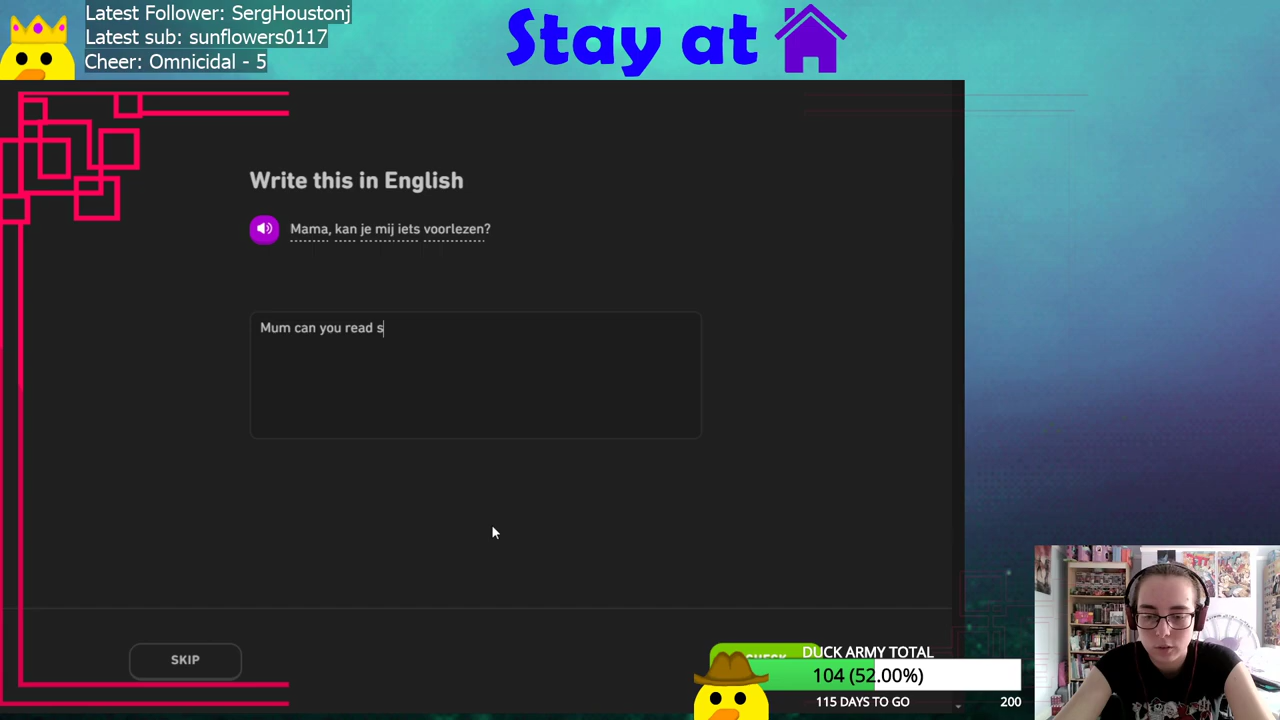 Latest Follower: SergHoustonj
Latest sub: sunflowers0117
Cheer: Omnicidal - 5
Stay at
Write this in English
Mama, kan je mij iets voorlezen?
Mum can you read s
SKIP
CHECK
DUCK ARMY TOTAL
104 (52.00%)
115 DAYS TO GO
200